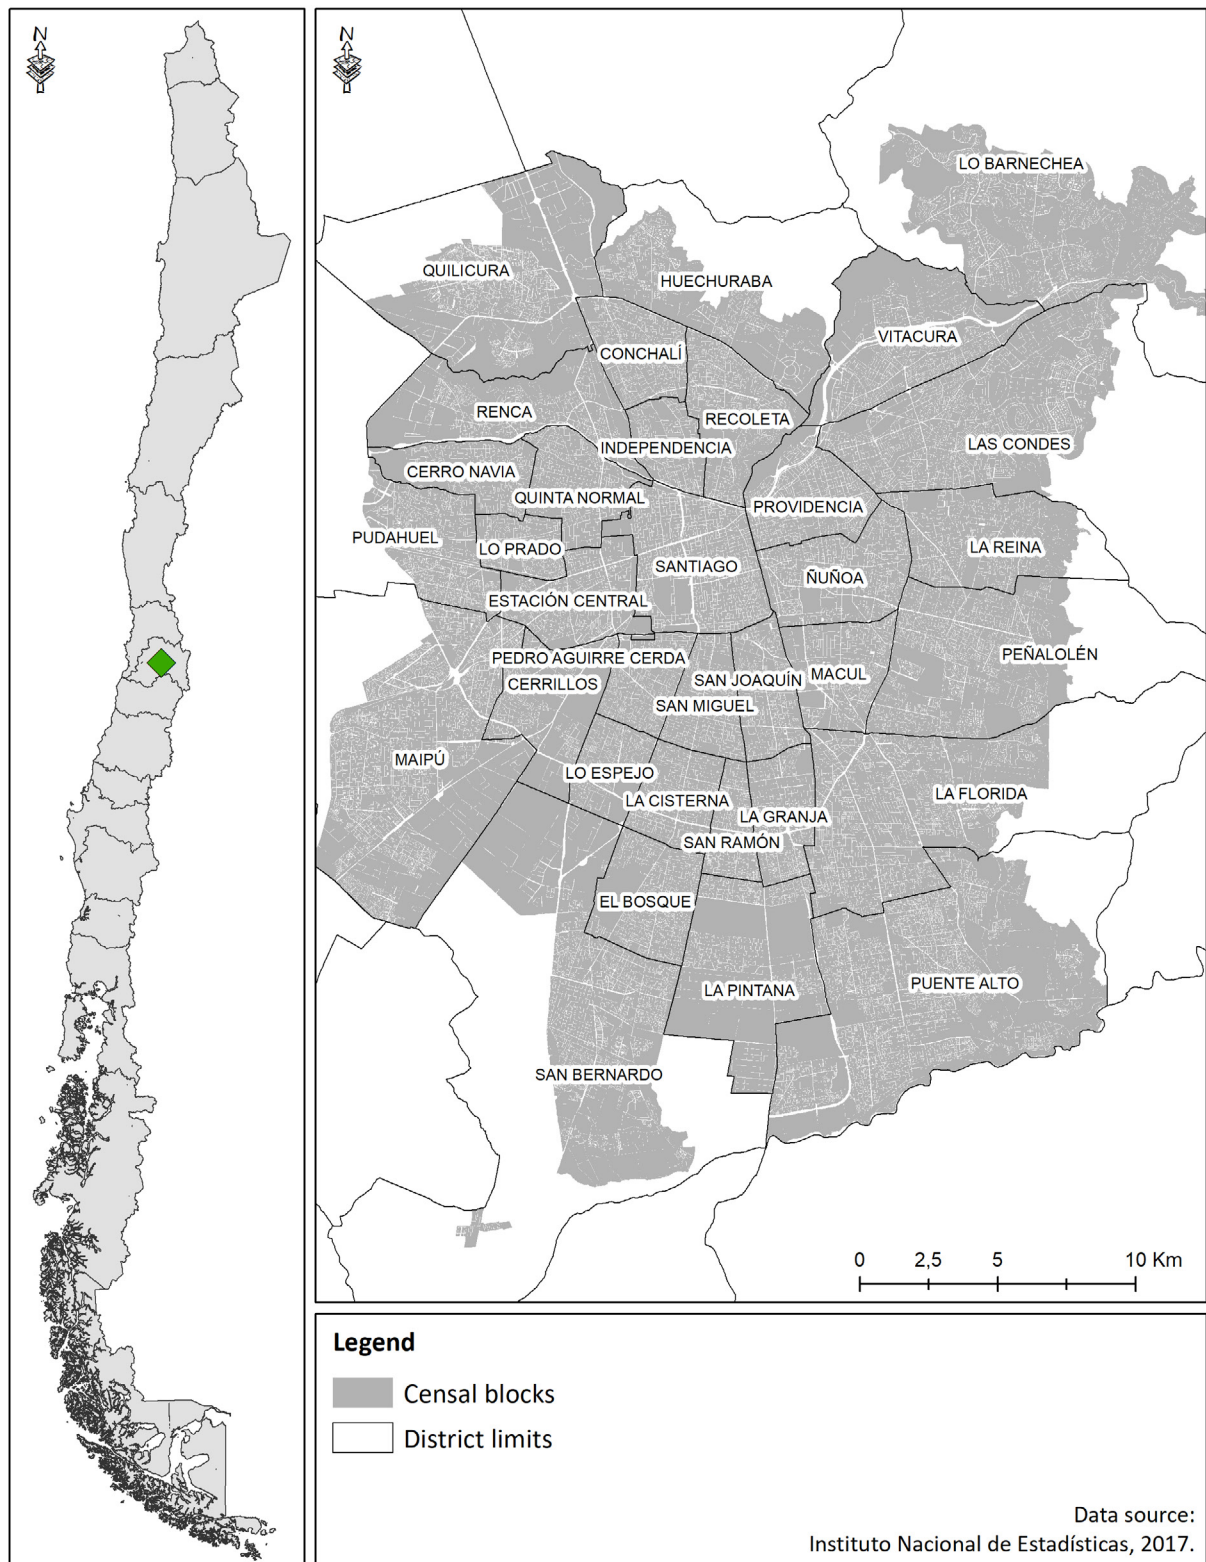 N
N
LO BARNECHEA
QUILICURA
HUECHURABA
VITACURA
CONCHALÍ
RENCA
RECOLETA
INDEPENDENCIA
LAS CONDES
CERRO NAVIA
QUINTA NORMAL
PROVIDENCIA
PUDAHUEL
LO PRADO
LA REINA
SANTIAGO
ÑUÑOA
ESTACIÓN CENTRAL
PEÑALOLÉN
PEDRO AGUIRRE CERDA
CERRILLOS
SAN JOAQUÍN
MACUL
SAN MIGUEL
MAIPÚ
LO ESPEJO
LA FLORIDA
LA CISTERNA
LA GRANJA
SAN RAMÓN
EL BOSQUE
PUENTE ALTO
LA PINTANA
SAN BERNARDO
0 2,5 5 10 Km
Legend
Censal blocks
District limits
Data source:
Instituto Nacional de Estadísticas, 2017.